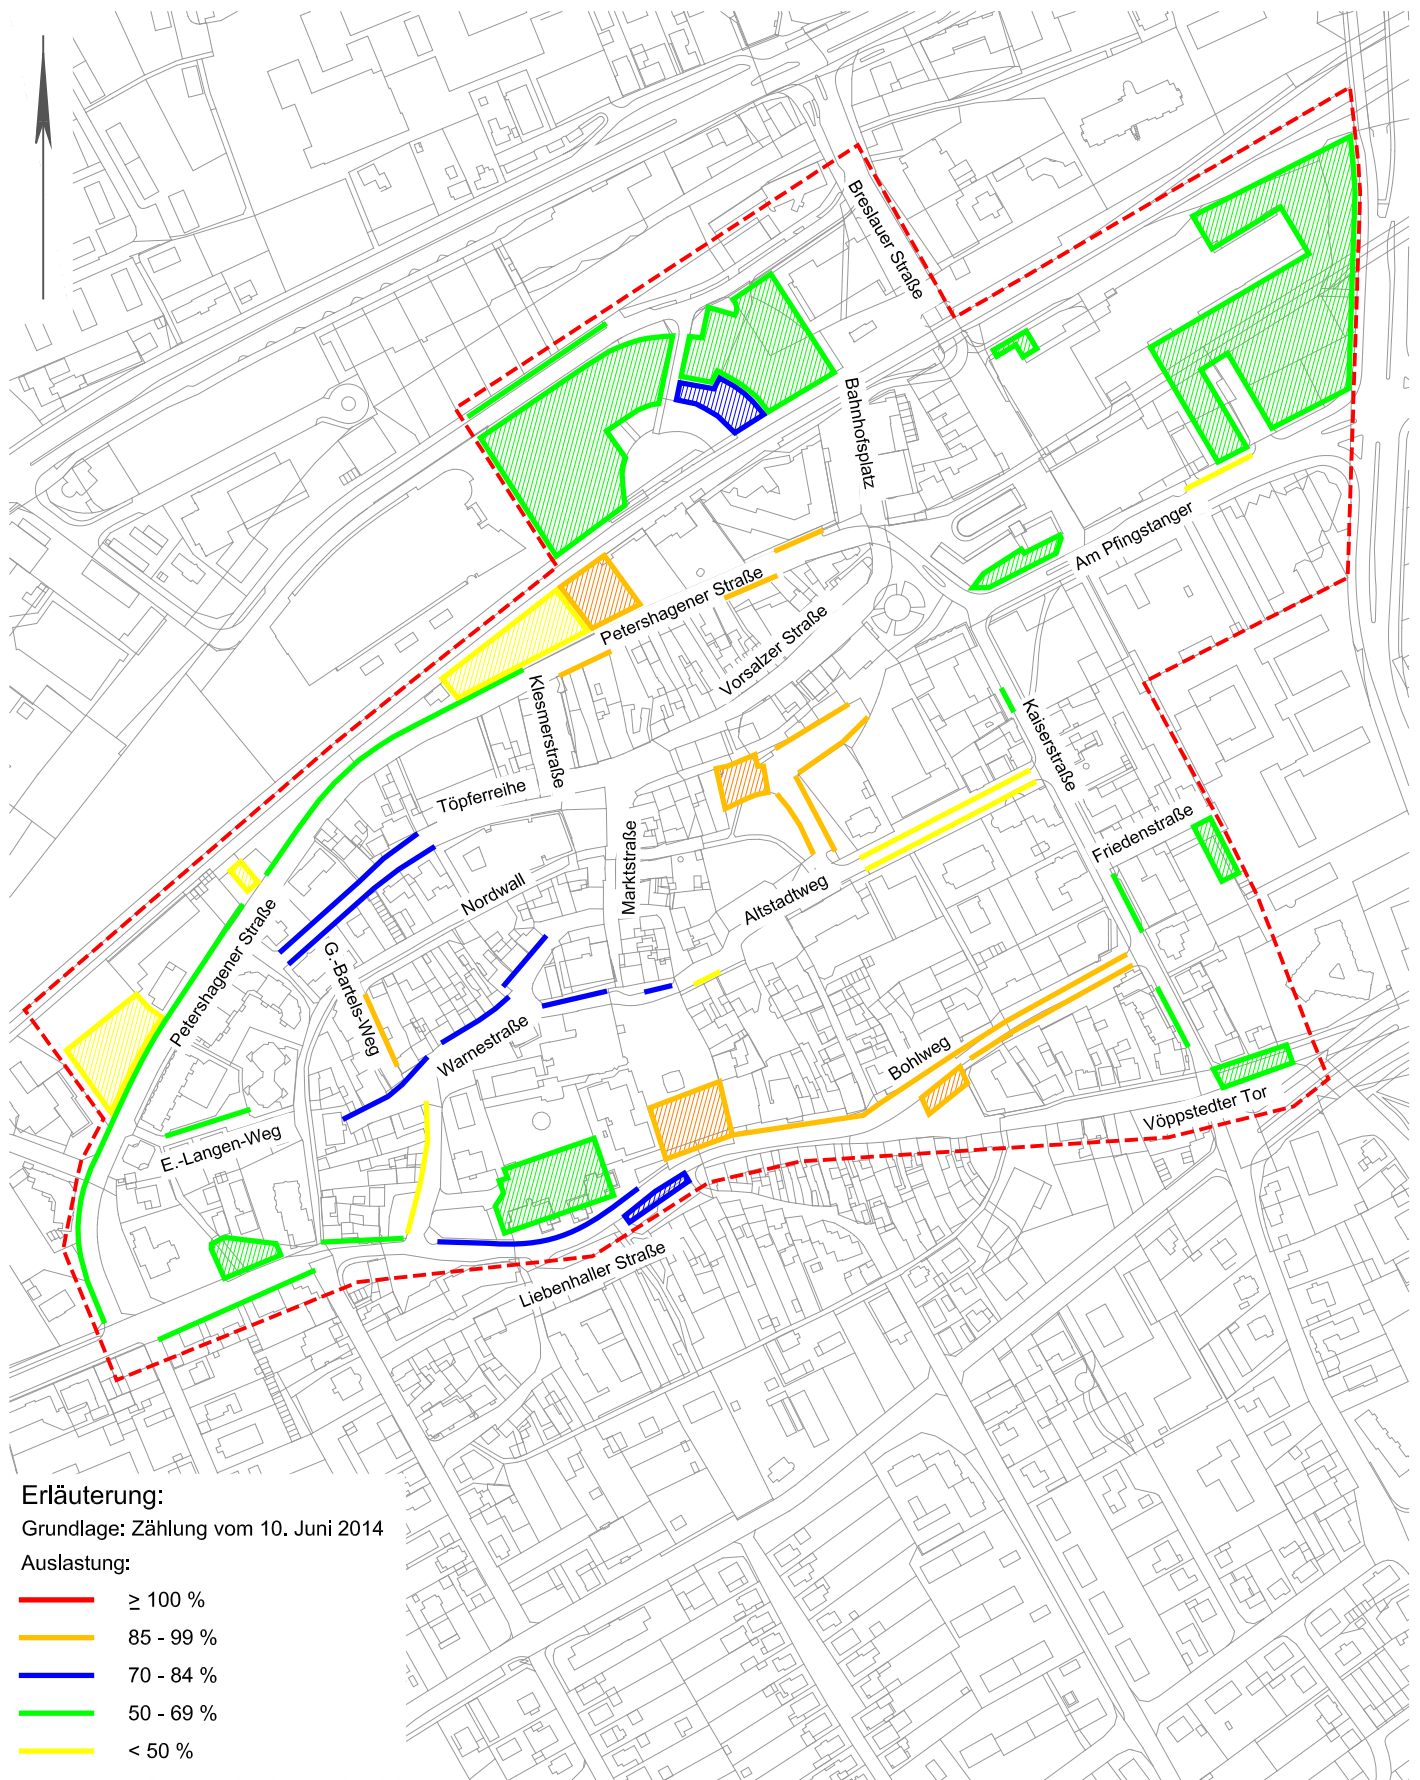 Breslauer Straße
Bahnhofsplatz
Am Pfingstanger
Petershagener Straße
Vorsalzer Straße
Klesmerstraße
Kaiserstraße
Töpferreihe
Friedenstraße
Marktstraße
Nordwall
Altstadtweg
Petershagener Straße
G.-Bartels-Weg
Warnestraße
Bohlweg
Vöppstedter Tor
E.-Langen-Weg
Liebenhaller Straße
Erläuterung:
Grundlage: Zählung vom 10. Juni 2014
Auslastung:
≥ 100 %
85 - 99 %
70 - 84 %
50 - 69 %
< 50 %